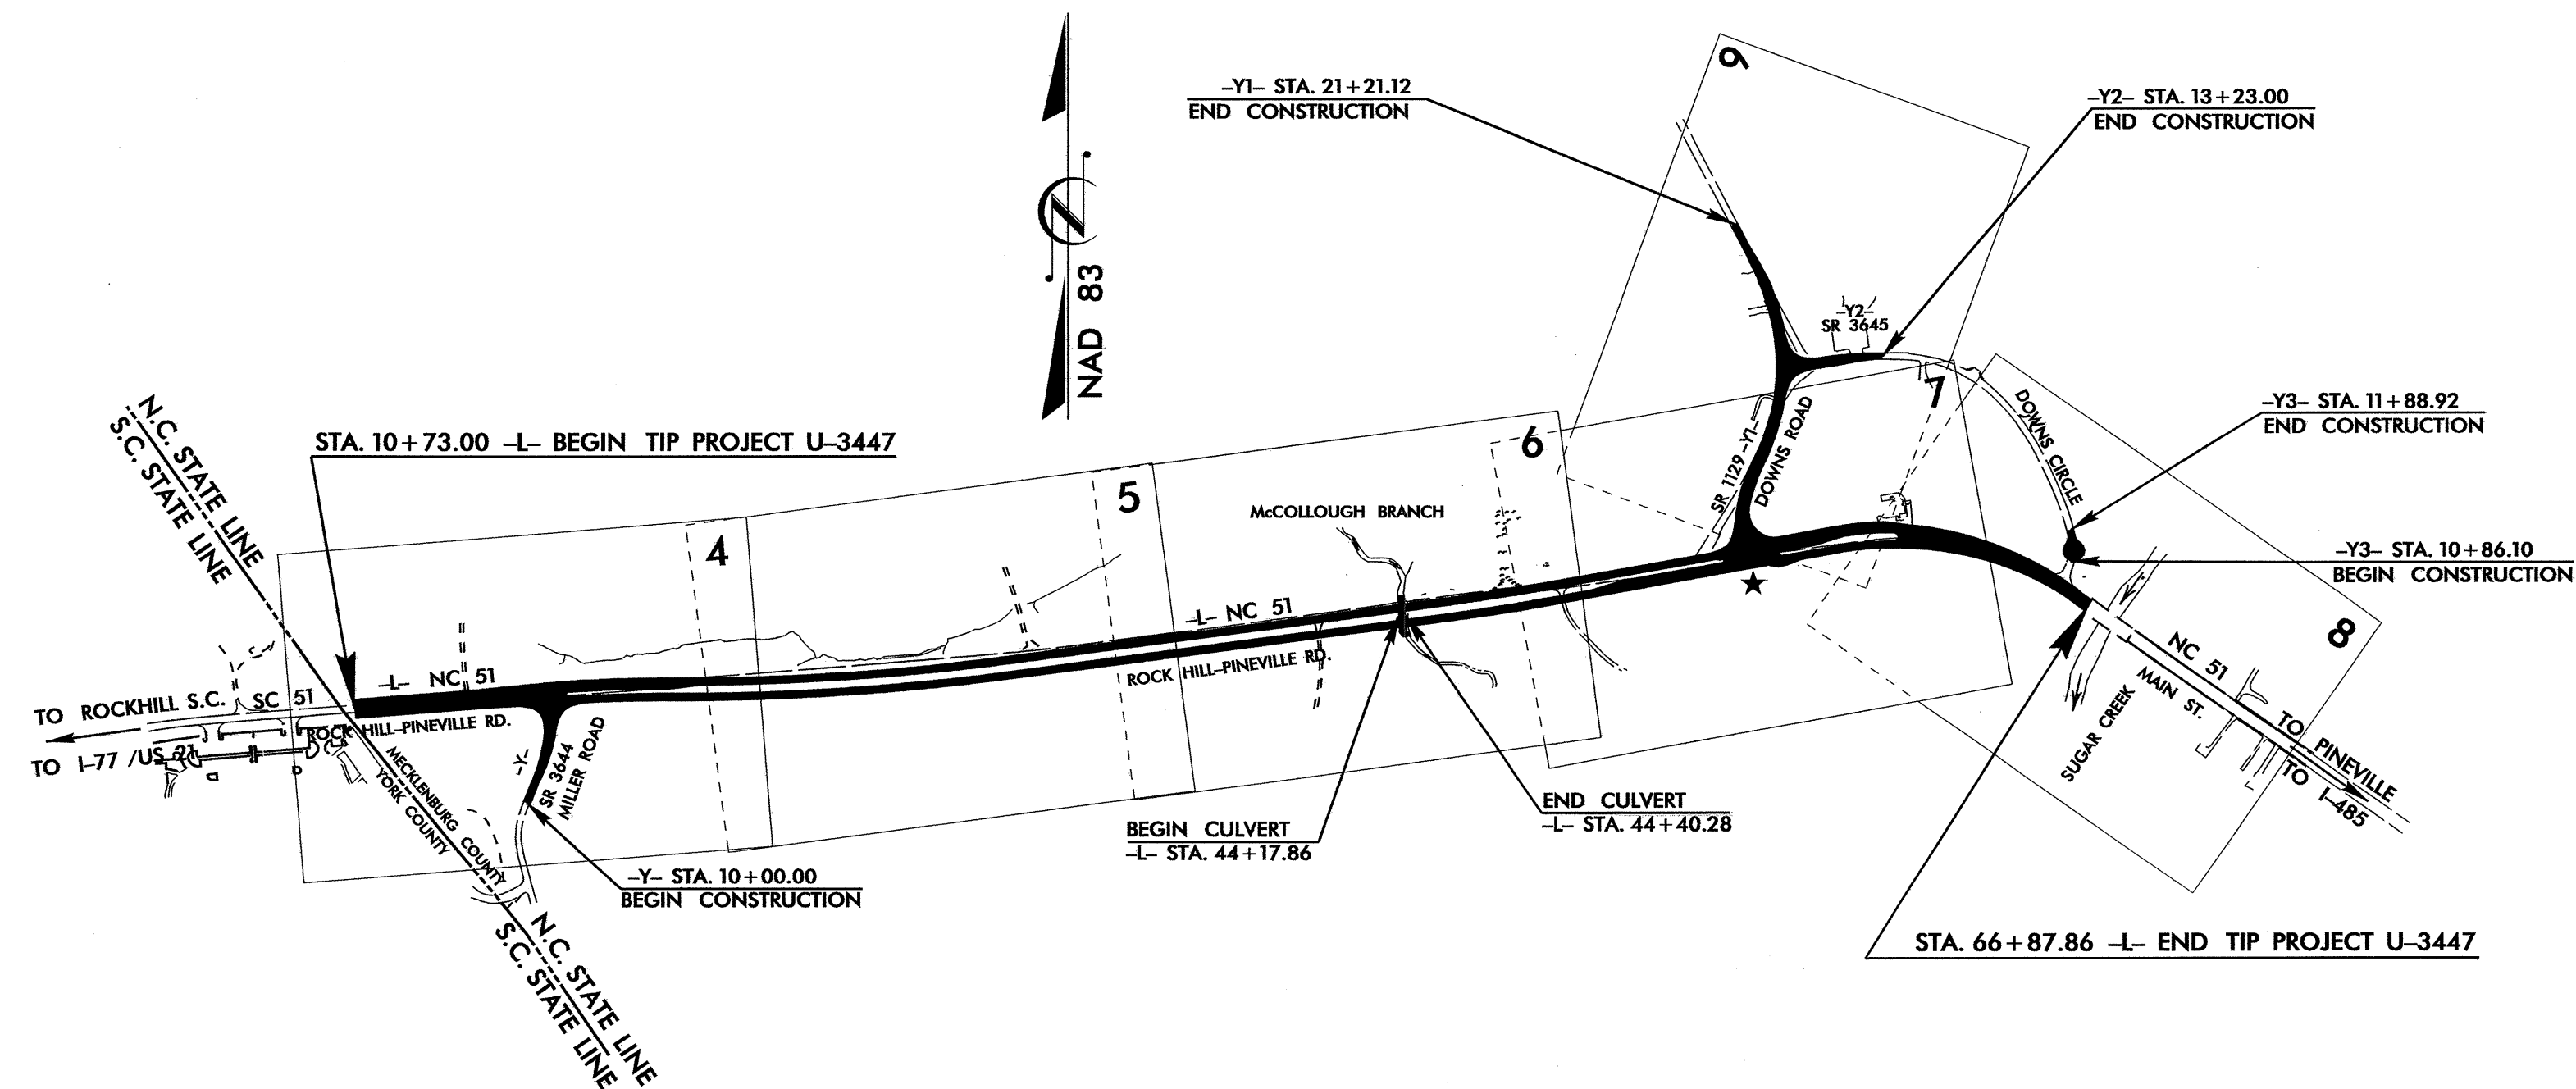 9
-Y1- STA. 21+21.12
END CONSTRUCTION
-Y2- STA. 13+23.00
END CONSTRUCTION
N
NAD 83
-Y2-
SR 3645
7
DOWNS CIRCLE
-Y3- STA. 11+88.92
END CONSTRUCTION
N.C. STATE LINE
S.C. STATE LINE
STA. 10+73.00 -L- BEGIN TIP PROJECT U-3447
6
SR 1129 -Y1-
DOWNS ROAD
5
McCOLLOUGH BRANCH
4
-Y3- STA. 10+86.10
BEGIN CONSTRUCTION
-L- NC 51
8
-L- NC 51
ROCK HILL-PINEVILLE RD.
NC 51
MAIN ST.
TO ROCKHILL S.C.
SC 51
ROCK HILL-PINEVILLE RD.
TO I-77 /US 21
SUGAR CREEK
TO PINEVILLE
TO I-485
-Y-
SR 3644
MILLER ROAD
MECKLENBURG COUNTY
YORK COUNTY
END CULVERT
-L- STA. 44+40.28
BEGIN CULVERT
-L- STA. 44+17.86
-Y- STA. 10+00.00
BEGIN CONSTRUCTION
STA. 66+87.86 -L- END TIP PROJECT U-3447
N.C. STATE LINE
S.C. STATE LINE